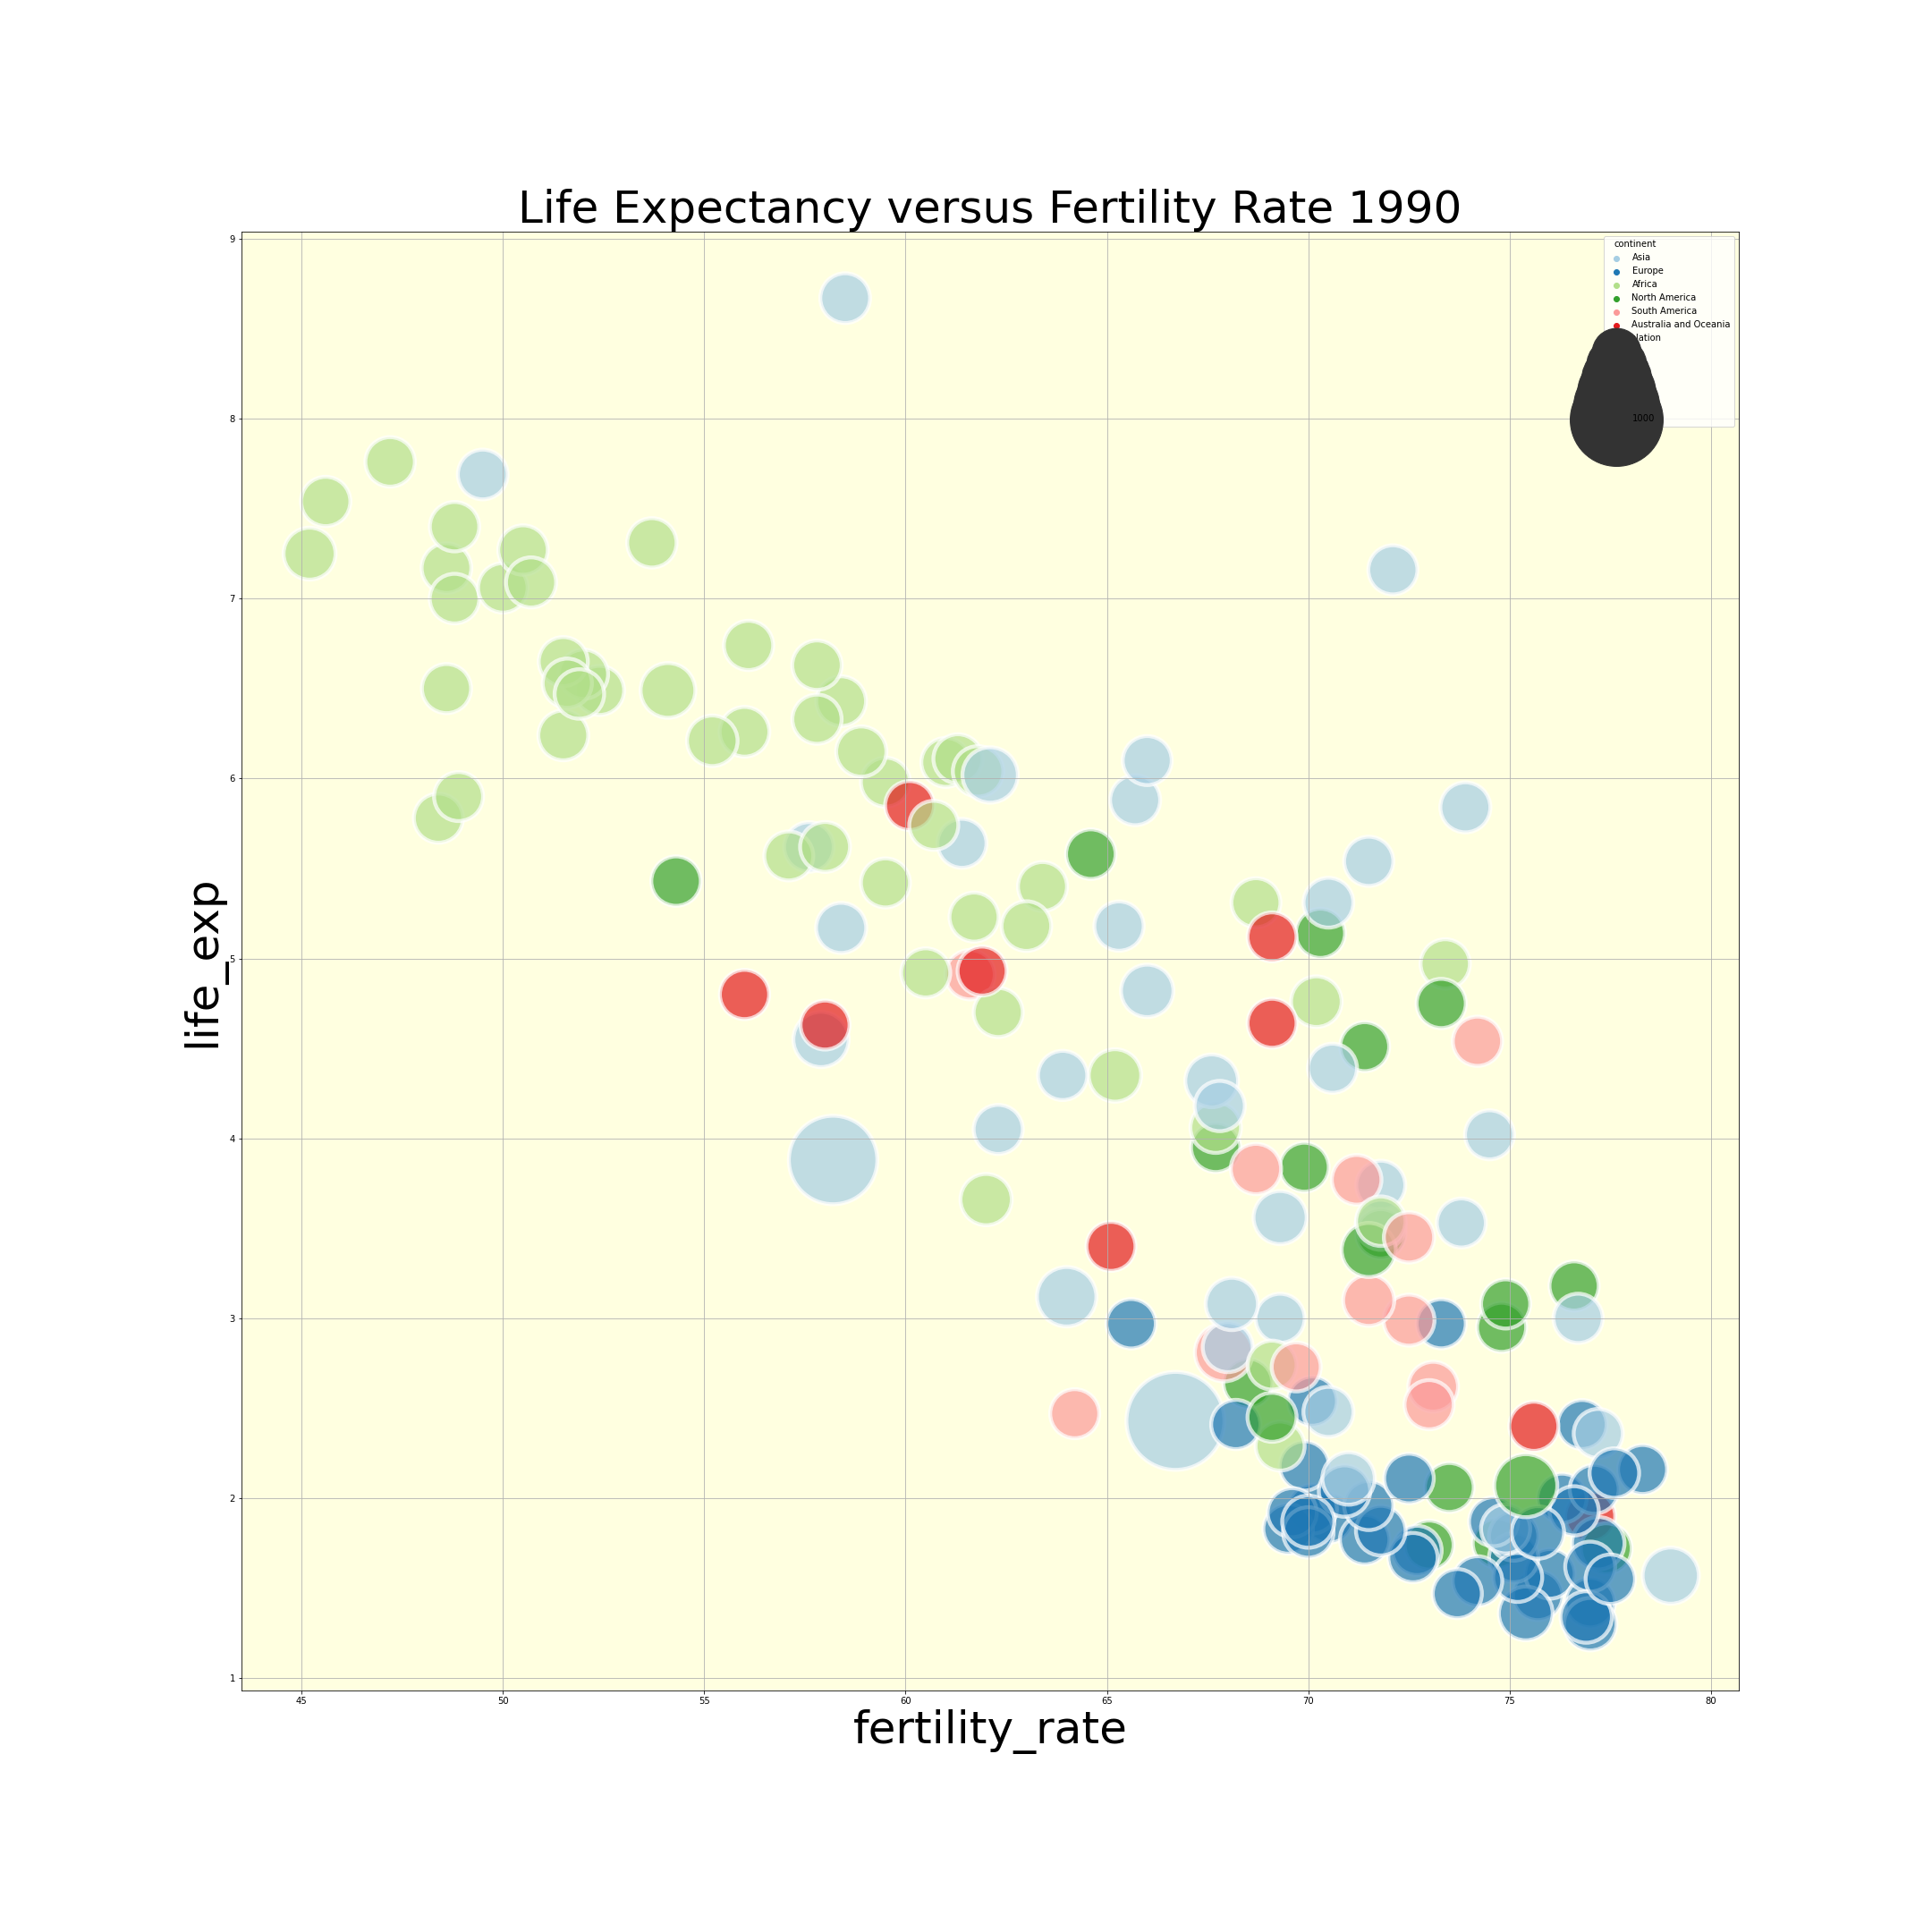 Life Expectancy versus Fertility Rate 1990
continent
Asia
Europe
Africa
North America
South America
Australia and Oceania
1000
9
8
7
6
5
4
3
2
1
life_exp
45 50 55 60 65 70 75 80
fertility_rate